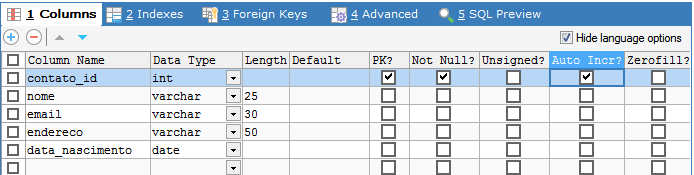 1 Columns 2 Indexes 3 Foreign Keys 4 Advanced 5 SQL Preview
Hide language options
Column Name Data Type Length Default PK? Not Null? Unsigned? Auto Incr? Zerofill?
contato_id int
nome varchar 25
email varchar 30
endereco varchar 50
data_nascimento date